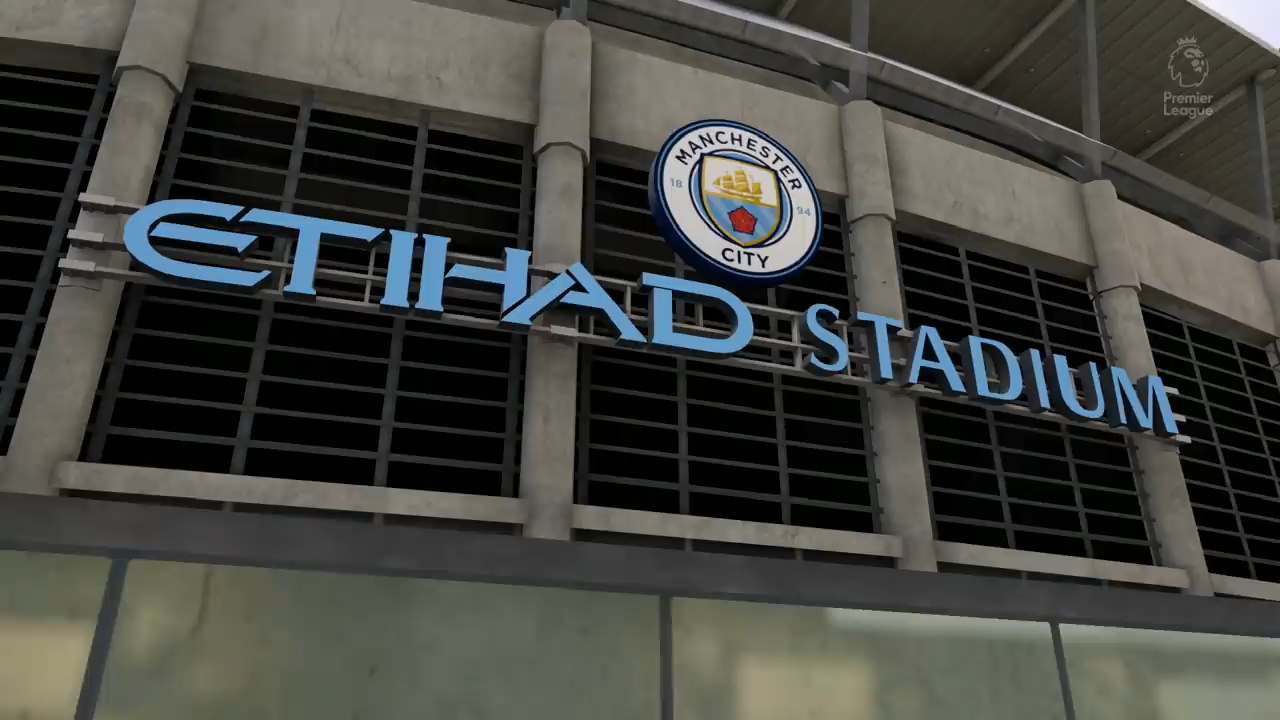 Premier
League
MANCHESTER
18 94
CITY
ETIHAD STADIUM